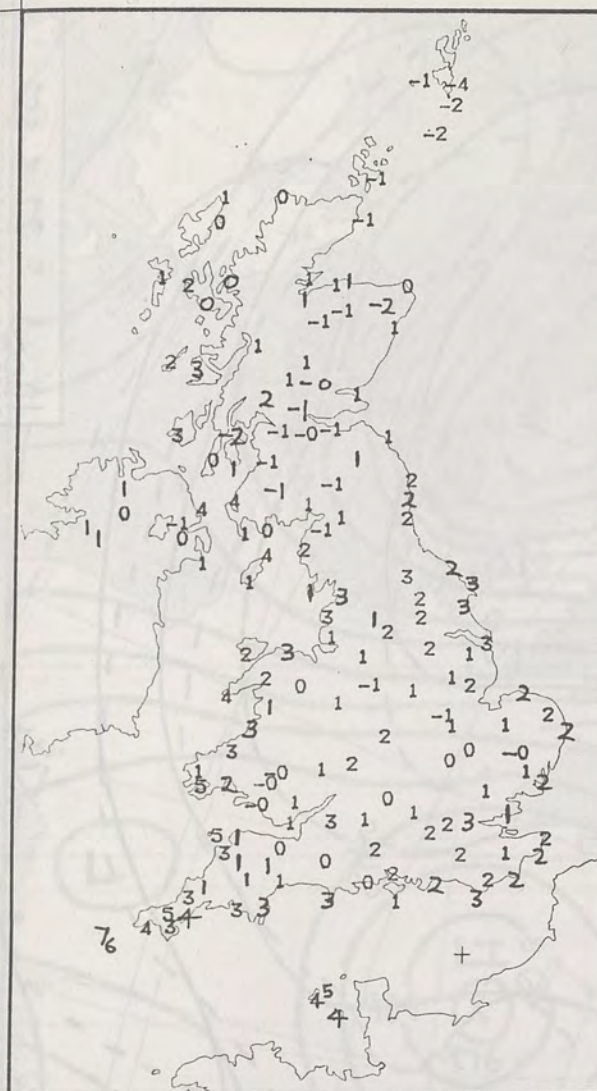 -1 -4
-2
-2
-1
1 0
0 -1
1 2 0 1 1 1 0
0 1 -1 -1 -2
1
1
2 3 1
1 - 0
2 -1 1
3 -2 -1 -0 -1 1
0 1 -1 1
1 -1 -1 2
0 4 4 1 2
1 -1 1 0 -1 1 2
1 0 4 2
1 1 2 3
1 3 3 2 3
3 1 2 2 3
2 3 1 1 2 1
4 2 0 -1 1 1 2 2
1 1 -1 2
3 2 1 1 2
3 2 0 0 -0
1 5 2 -0 -0 1 2 1 1 2
-0 1 0 1
1 3 1 1 2 2 3
5 1 0 2 2
3 1 1 0 2 1 2
1 1 1 0 2 2 2 2
3 3 3 3 1 3
5 4
4 3
7 6
4 5
4